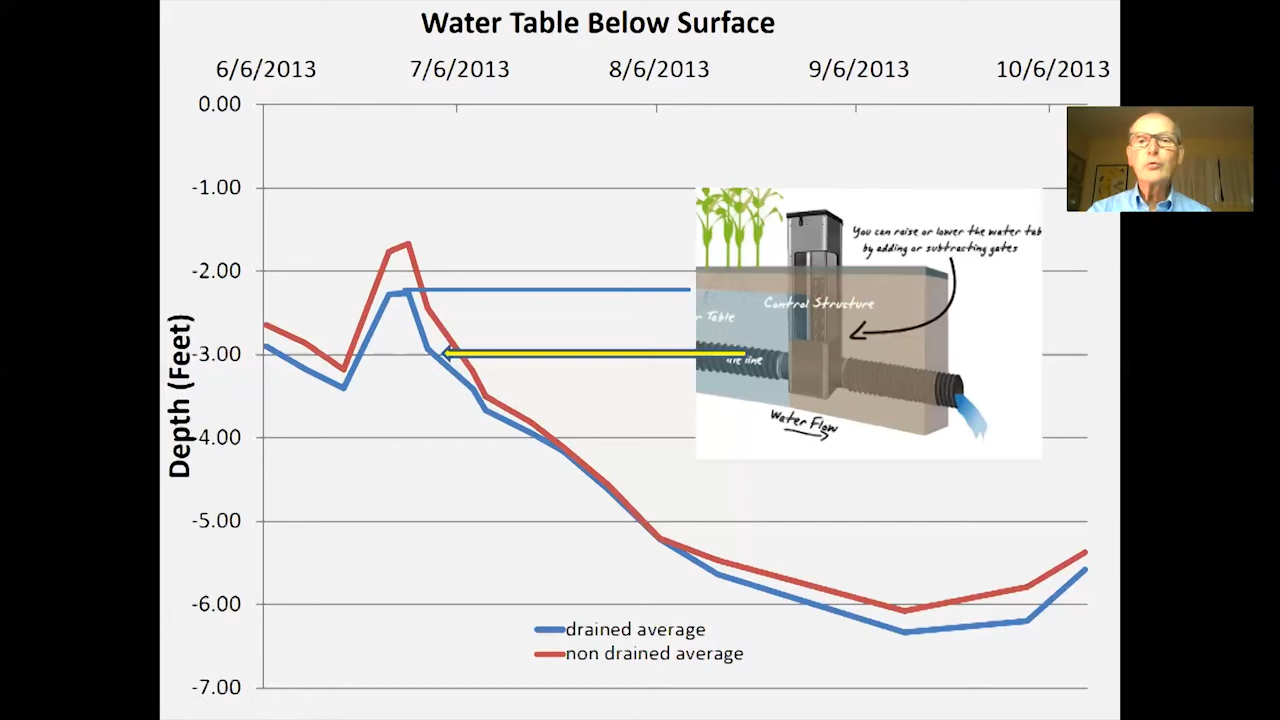 Water Table Below Surface
6/6/2013 7/6/2013 8/6/2013 9/6/2013 10/6/2013
0.00
-1.00
-2.00
-3.00
-4.00
-5.00
-6.00
-7.00
Depth (Feet)
You can raise or lower the water tab
by adding or subtracting gates
Control Structure
r Table
Water Flow
drained average
non drained average